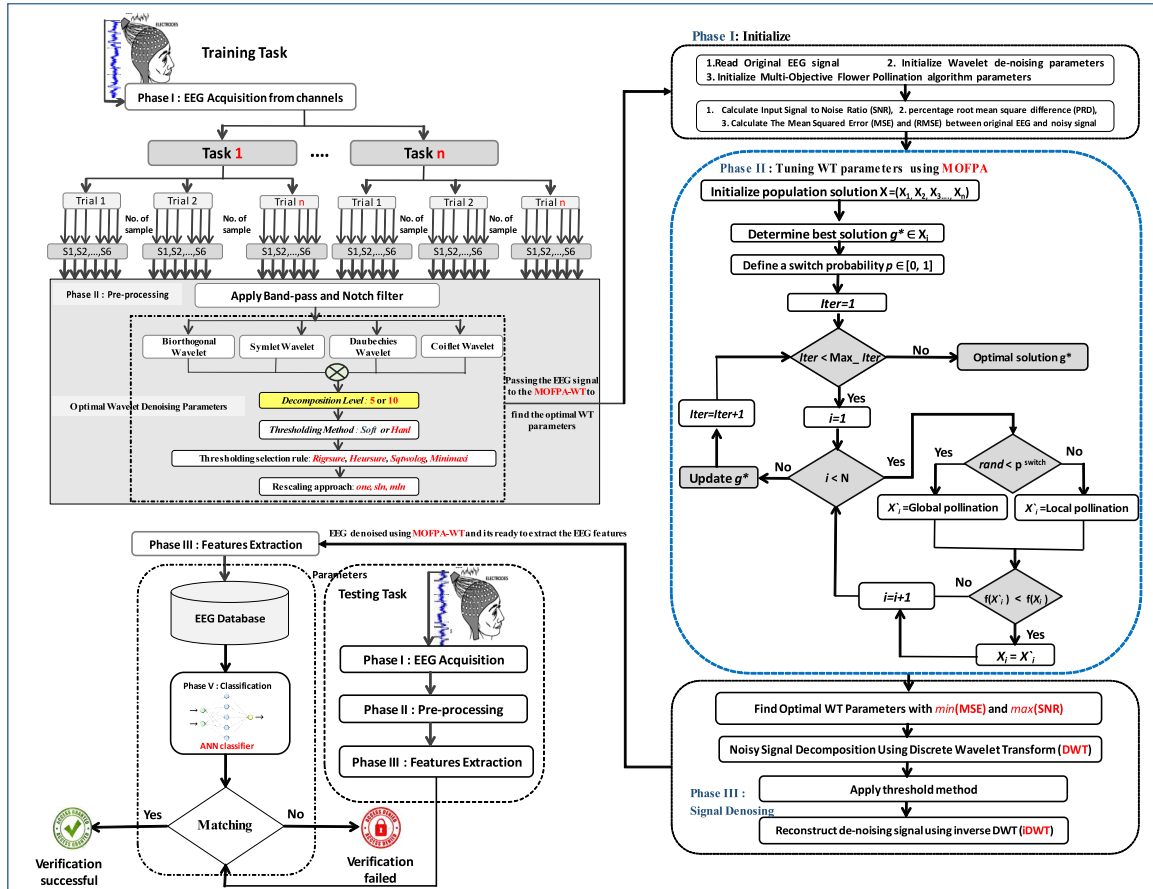 ELECTRODES
Training Task
Phase I : EEG Acquisition from channels
Task 1
....
Task n
Trial 1
Trial 2
Trial n
Trial 1
Trial 2
Trial n
No. of
sample
No. of
sample
No. of
sample
No. of
sample
S1,S2,...,S6
S1,S2,...,S6
S1,S2,...,S6
S1,S2,...,S6
S1,S2,...,S6
S1,S2,...,S6
Phase II : Pre-processing
Apply Band-pass and Notch filter
Biorthogonal
Wavelet
Symlet Wavelet
Daubechies
Wavelet
Coiflet Wavelet
Optimal Wavelet Denoising Parameters
Decomposition Level : 5 or 10
Thresholding Method : Soft or Hard
Thresholding selection rule: Rigrsure, Heursure, Sqtwolog, Minimaxi
Rescaling approach: one, sln, mln
Passing the EEG signal
to the MOFPA-WT to
find the optimal WT
parameters
Phase I: Initialize
1.Read Original EEG signal 2. Initialize Wavelet de-noising parameters
3. Initialize Multi-Objective Flower Pollination algorithm parameters
1. Calculate Input Signal to Noise Ratio (SNR), 2. percentage root mean square difference (PRD),
3. Calculate The Mean Squared Error (MSE) and (RMSE) between original EEG and noisy signal
Phase II : Tuning WT parameters using MOFPA
Initialize population solution X =(X1, X2, X3...., Xn)
Determine best solution g* ∈ Xi
Define a switch probability p ∈ [0, 1]
Iter=1
Iter < Max_ Iter
No
Optimal solution g*
Yes
i=1
Iter=Iter+1
Update g*
No
i < N
Yes
Yes
rand < p switch
No
X`i =Global pollination
X`i =Local pollination
i=i+1
No
f(X`i ) < f(Xi )
Yes
Xi = X`i
Find Optimal WT Parameters with min(MSE) and max(SNR)
Noisy Signal Decomposition Using Discrete Wavelet Transform (DWT)
Phase III :
Signal Denosing
Apply threshold method
Reconstruct de-noising signal using inverse DWT (iDWT)
EEG denoised using MOFPA-WT and its ready to extract the EEG features
Phase III : Features Extraction
Parameters
EEG Database
Phase V : Classification
ANN classifier
Matching
Yes
No
ACCESS GRANTED
ACCESS GRANTED
Verification
successful
ACCESS DENIED
ACCESS DENIED
Verification
failed
Testing Task
ELECTRODES
Phase I : EEG Acquisition
Phase II : Pre-processing
Phase III : Features Extraction